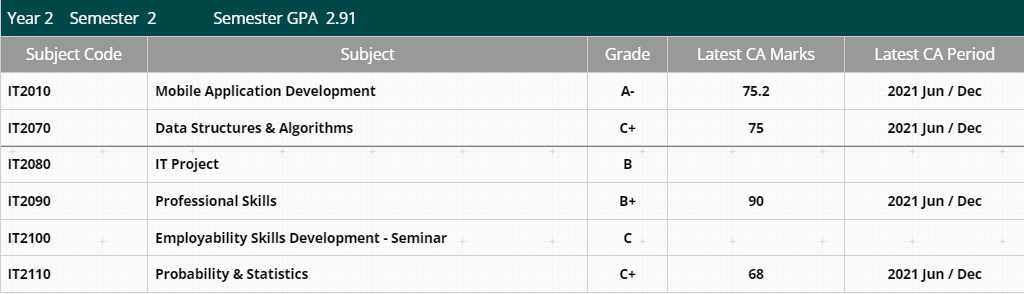 Year 2 Semester 2 Semester GPA 2.91
Subject Code Subject Grade Latest CA Marks Latest CA Period
IT2010 Mobile Application Development A- 75.2 2021 Jun / Dec
IT2070 Data Structures & Algorithms C+ 75 2021 Jun / Dec
IT2080 IT Project B
IT2090 Professional Skills B+ 90 2021 Jun / Dec
IT2100 Employability Skills Development - Seminar C
IT2110 Probability & Statistics C+ 68 2021 Jun / Dec